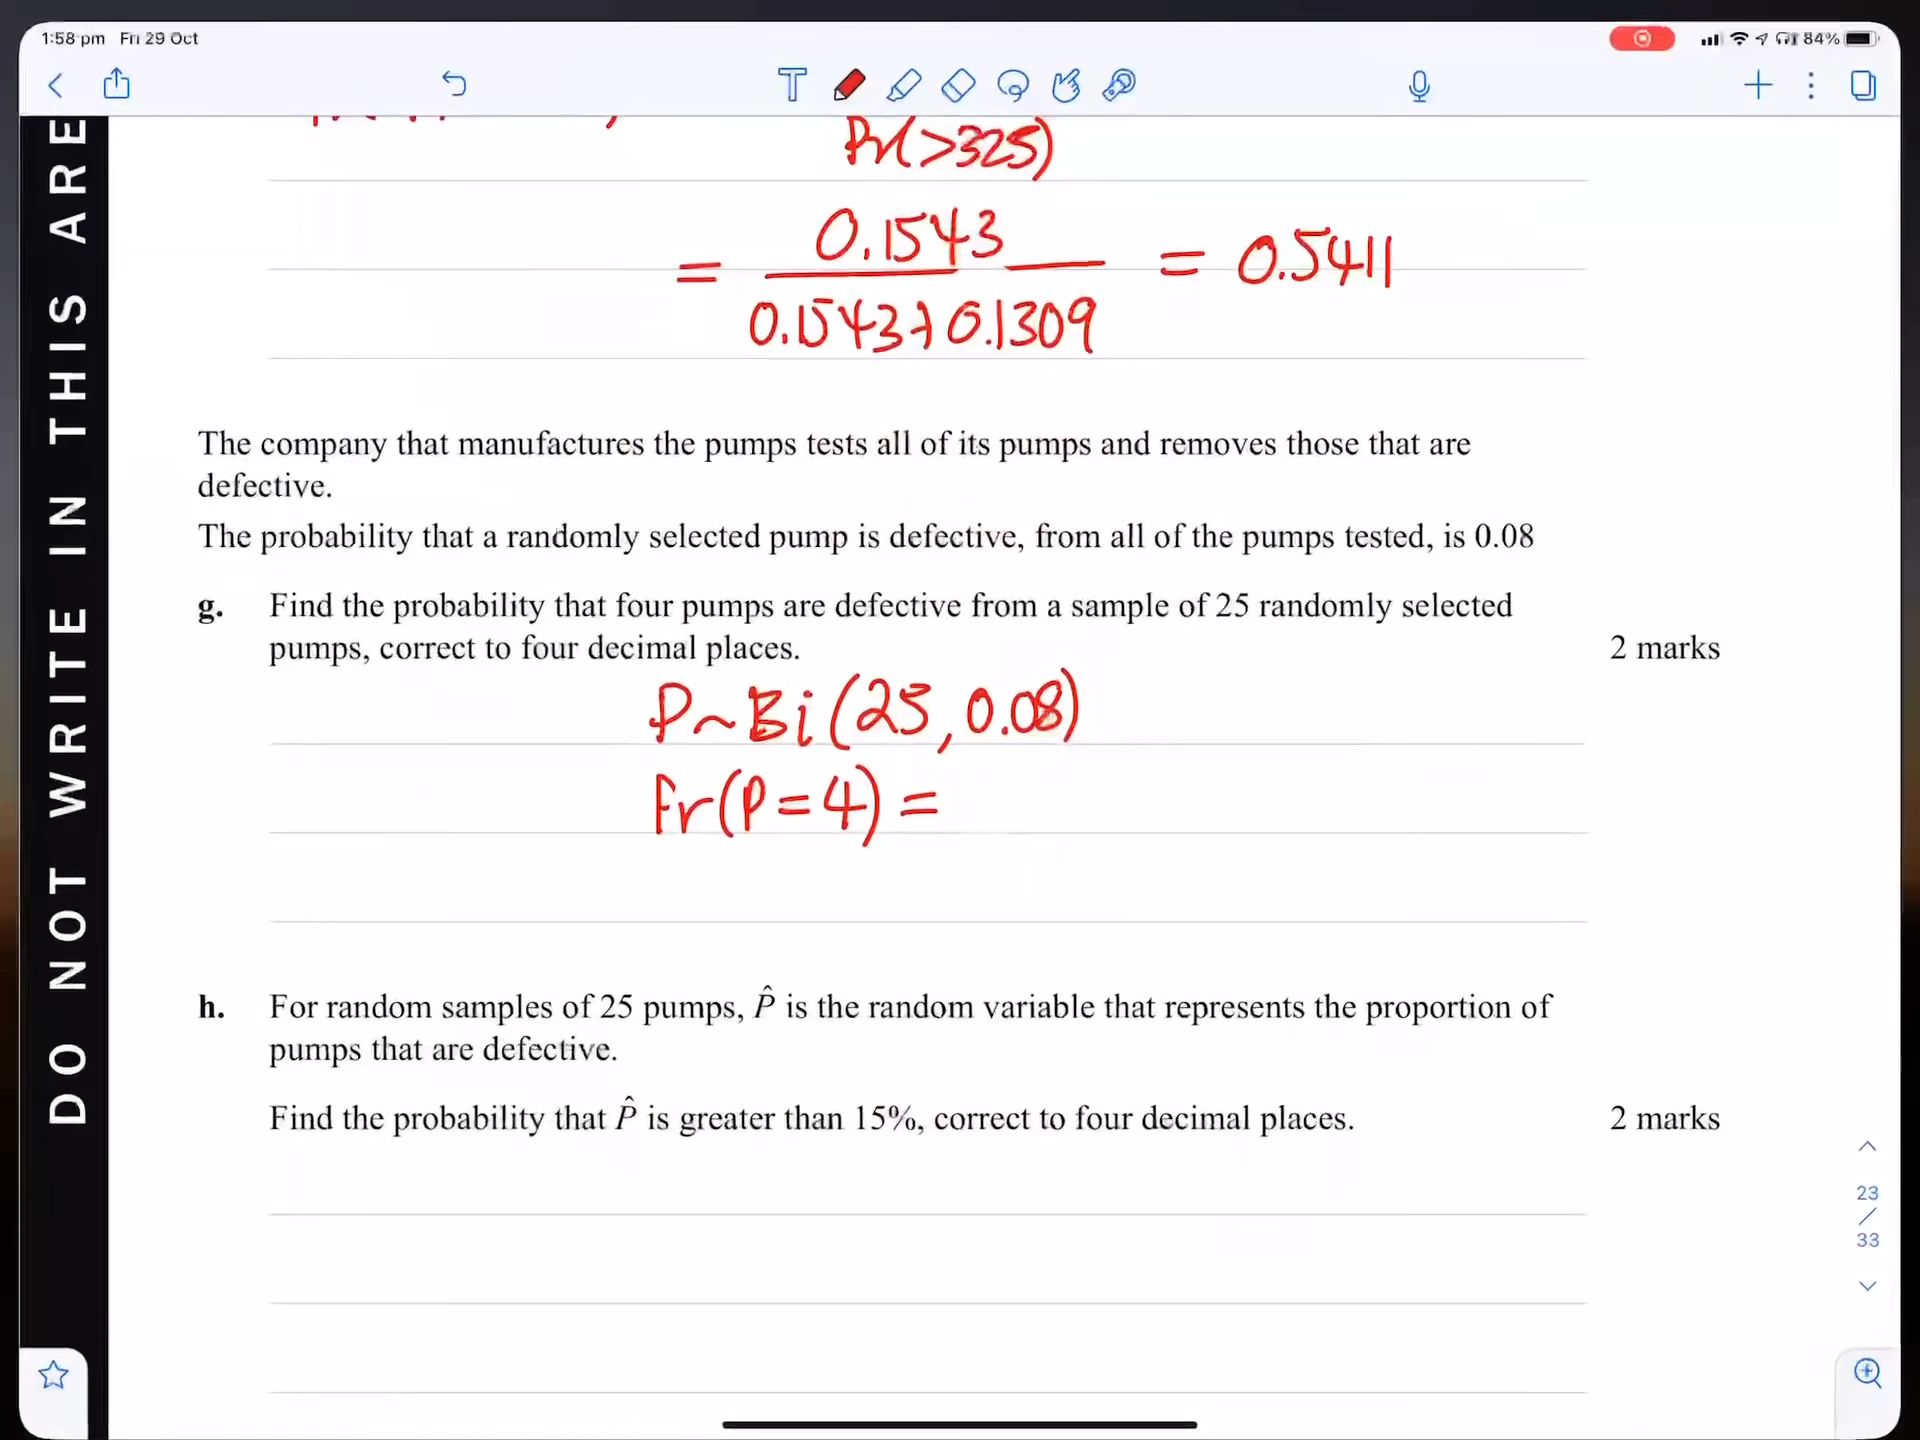 1:58 pm Fri 29 Oct
84%
DO NOT WRITE IN THIS ARE
Pr(>325)
0.1543
= = 0.5411
0.1543+0.1309
The company that manufactures the pumps tests all of its pumps and removes those that are
defective.
The probability that a randomly selected pump is defective, from all of the pumps tested, is 0.08
g. Find the probability that four pumps are defective from a sample of 25 randomly selected
pumps, correct to four decimal places. 2 marks
P~Bi(25,0.08)
Pr(P=4)=
h. For random samples of 25 pumps, P̂ is the random variable that represents the proportion of
pumps that are defective.
Find the probability that P̂ is greater than 15%, correct to four decimal places. 2 marks
23
/
33